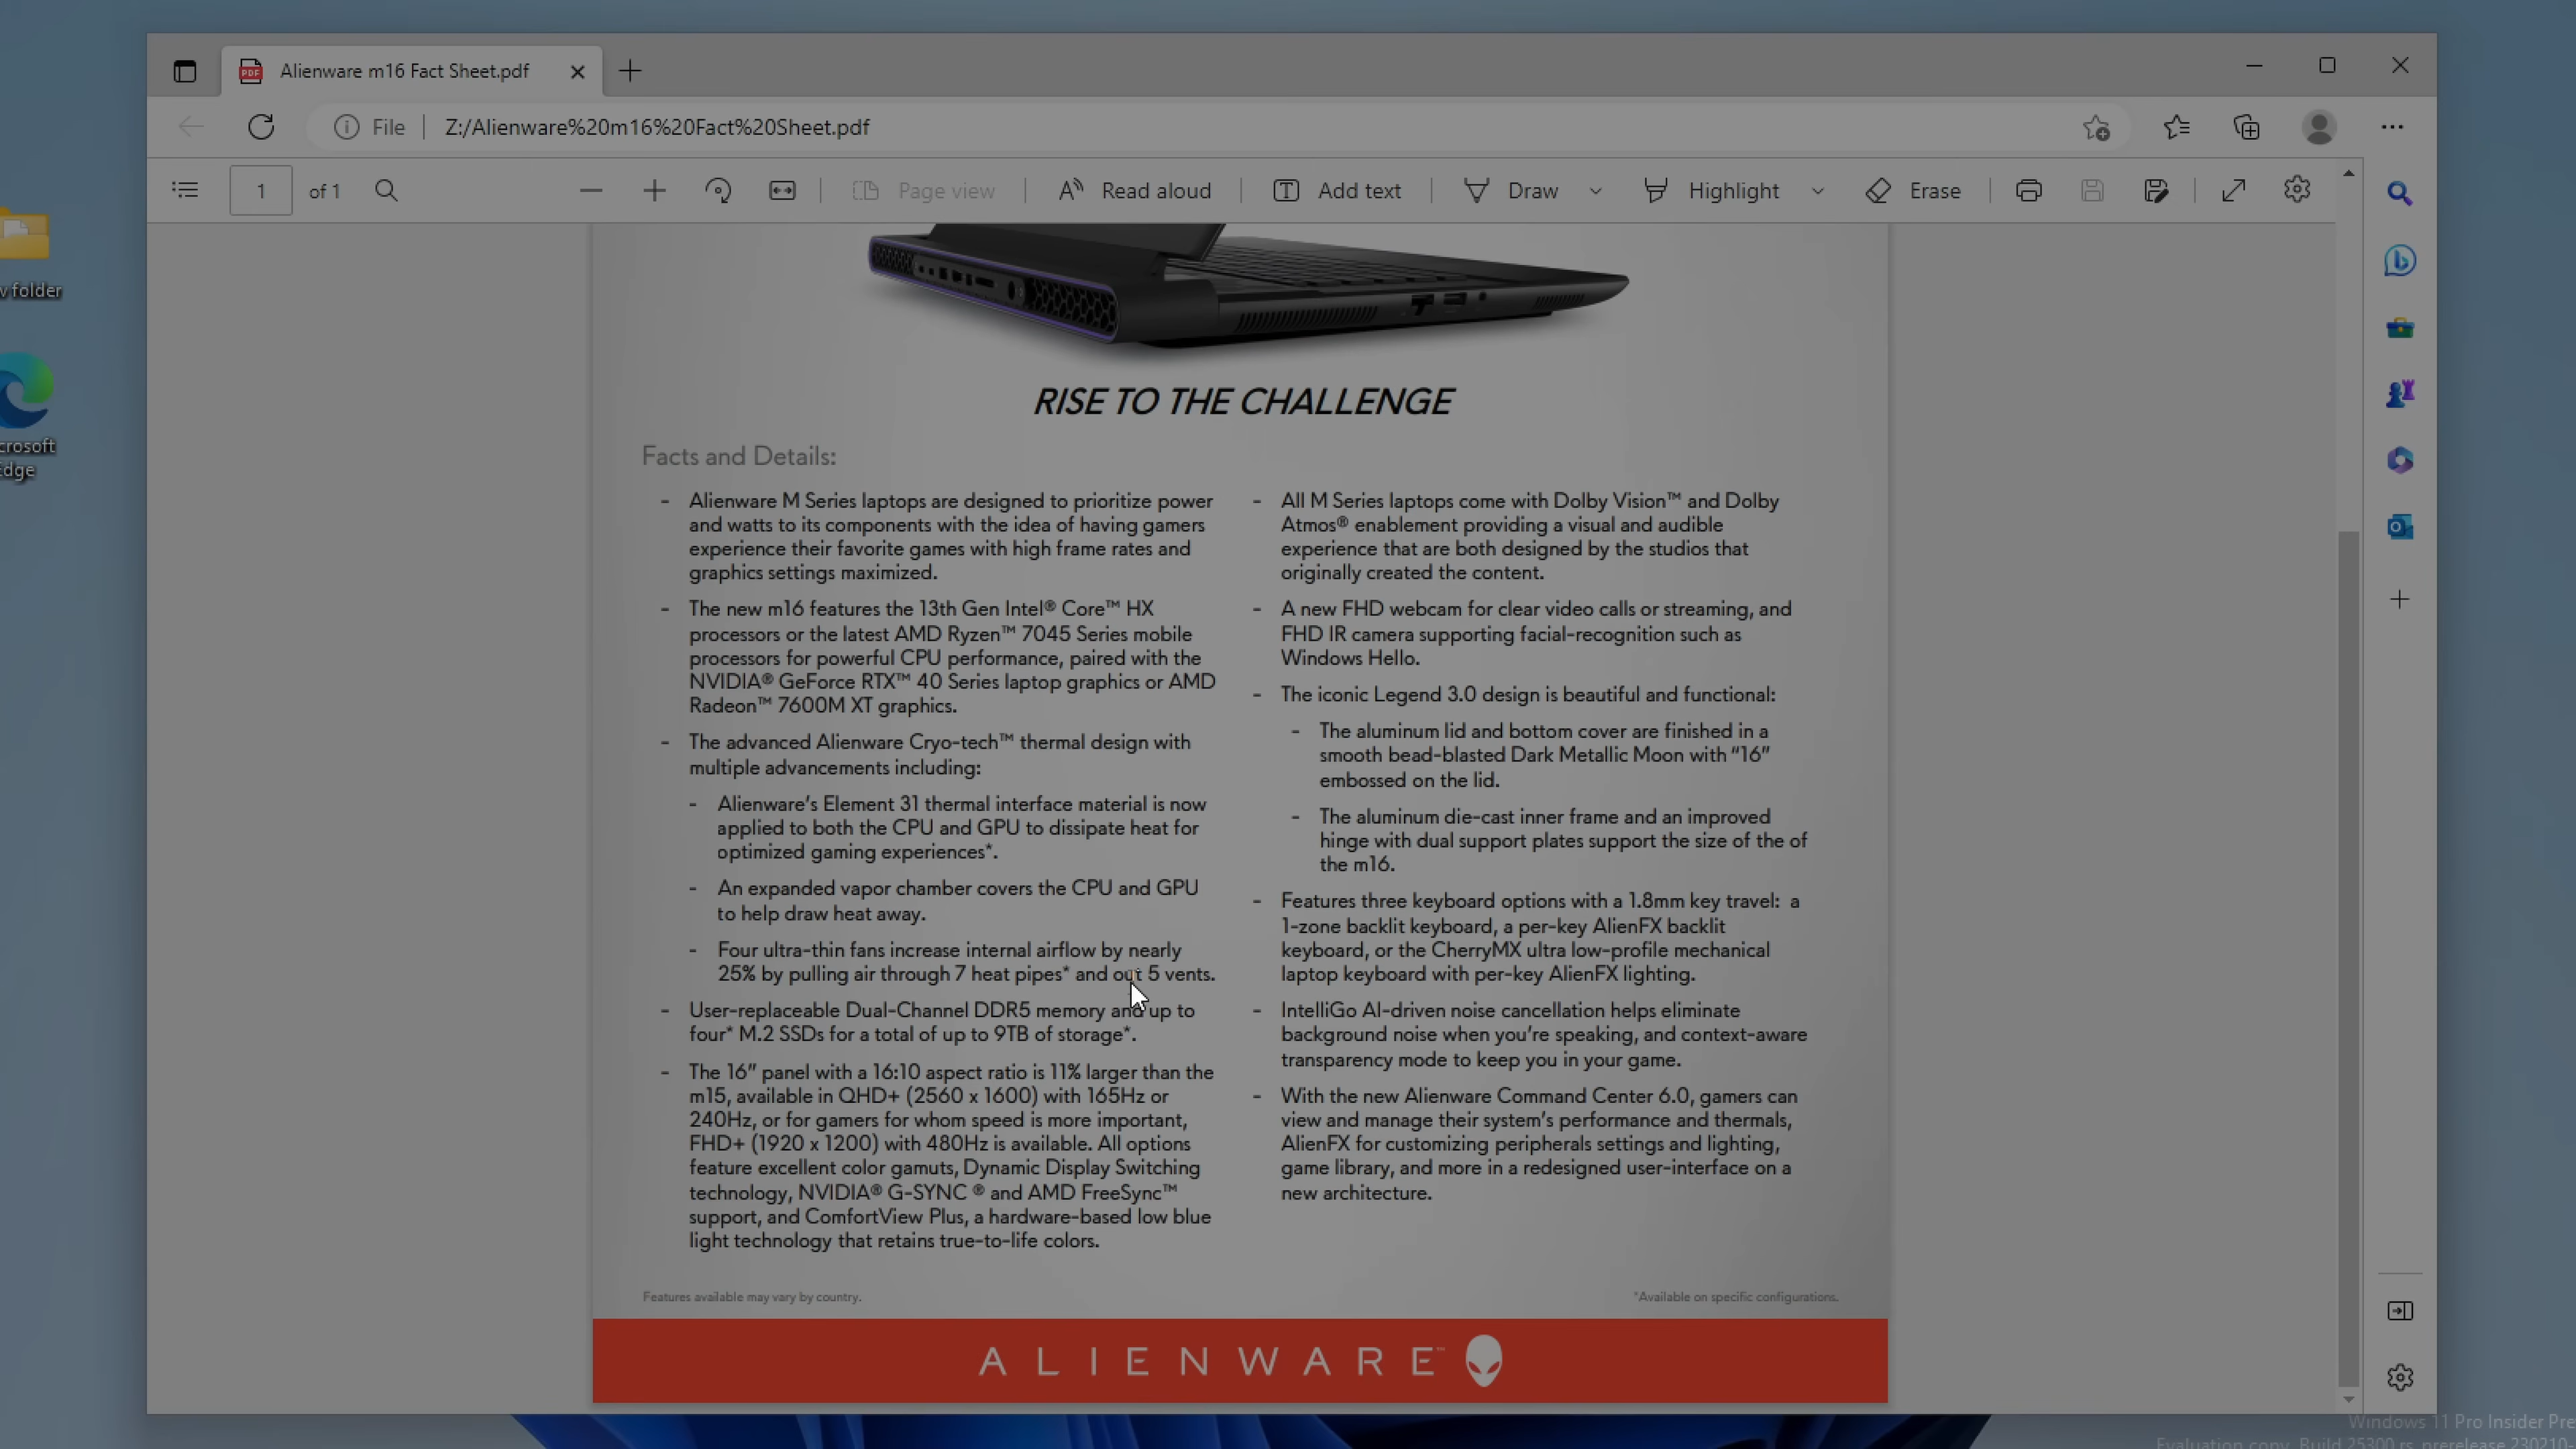 Alienware m16 Fact Sheet.pdf
File
Z:/Alienware%20m16%20Fact%20Sheet.pdf
1
of 1
Page view
Read aloud
Add text
Draw
Highlight
Erase
folder
crosoft
Edge
RISE TO THE CHALLENGE
Facts and Details:
- Alienware M Series laptops are designed to prioritize power
and watts to its components with the idea of having gamers
experience their favorite games with high frame rates and
graphics settings maximized.
- The new m16 features the 13th Gen Intel® Core™ HX
processors or the latest AMD Ryzen™ 7045 Series mobile
processors for powerful CPU performance, paired with the
NVIDIA® GeForce RTX™ 40 Series laptop graphics or AMD
Radeon™ 7600M XT graphics.
- The advanced Alienware Cryo-tech™ thermal design with
multiple advancements including:
- Alienware's Element 31 thermal interface material is now
applied to both the CPU and GPU to dissipate heat for
optimized gaming experiences*.
- An expanded vapor chamber covers the CPU and GPU
to help draw heat away.
- Four ultra-thin fans increase internal airflow by nearly
25% by pulling air through 7 heat pipes* and out 5 vents.
- User-replaceable Dual-Channel DDR5 memory and up to
four* M.2 SSDs for a total of up to 9TB of storage*.
- The 16" panel with a 16:10 aspect ratio is 11% larger than the
m15, available in QHD+ (2560 x 1600) with 165Hz or
240Hz, or for gamers for whom speed is more important,
FHD+ (1920 x 1200) with 480Hz is available. All options
feature excellent color gamuts, Dynamic Display Switching
technology, NVIDIA® G-SYNC ® and AMD FreeSync™
support, and ComfortView Plus, a hardware-based low blue
light technology that retains true-to-life colors.
- All M Series laptops come with Dolby Vision™ and Dolby
Atmos® enablement providing a visual and audible
experience that are both designed by the studios that
originally created the content.
- A new FHD webcam for clear video calls or streaming, and
FHD IR camera supporting facial-recognition such as
Windows Hello.
- The iconic Legend 3.0 design is beautiful and functional:
- The aluminum lid and bottom cover are finished in a
smooth bead-blasted Dark Metallic Moon with "16"
embossed on the lid.
- The aluminum die-cast inner frame and an improved
hinge with dual support plates support the size of the of
the m16.
- Features three keyboard options with a 1.8mm key travel: a
1-zone backlit keyboard, a per-key AlienFX backlit
keyboard, or the CherryMX ultra low-profile mechanical
laptop keyboard with per-key AlienFX lighting.
- IntelliGo AI-driven noise cancellation helps eliminate
background noise when you're speaking, and context-aware
transparency mode to keep you in your game.
- With the new Alienware Command Center 6.0, gamers can
view and manage their system's performance and thermals,
AlienFX for customizing peripherals settings and lighting,
game library, and more in a redesigned user-interface on a
new architecture.
Features available may vary by country.
*Available on specific configurations.
ALIENWARE™
Windows 11 Pro Insider Pre
Evaluation copy. Build 25300.rs_prerelease.230210-